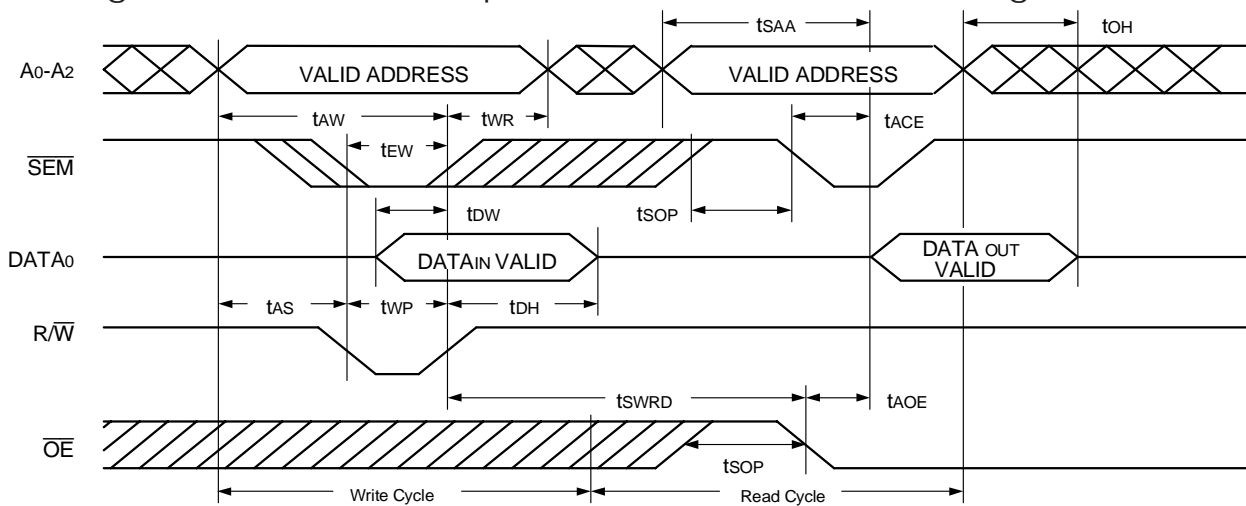 tSAA
tOH
A0-A2
VALID ADDRESS
VALID ADDRESS
tAW
tWR
tACE
tEW
SEM
tDW
tSOP
DATA0
DATAIN VALID
DATA OUT
VALID
tAS
tWP
tDH
R/W
tSWRD
tAOE
OE
tSOP
Write Cycle
Read Cycle